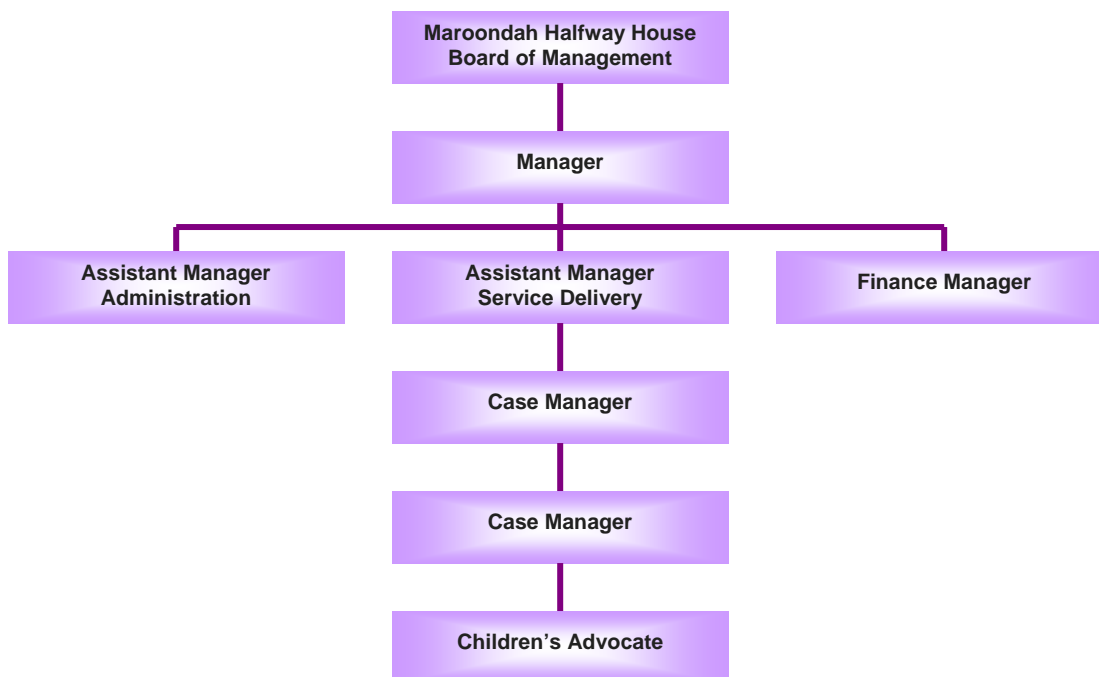 Maroondah Halfway House
Board of Management
Manager
Assistant Manager
Administration
Assistant Manager
Service Delivery
Finance Manager
Case Manager
Case Manager
Children’s Advocate